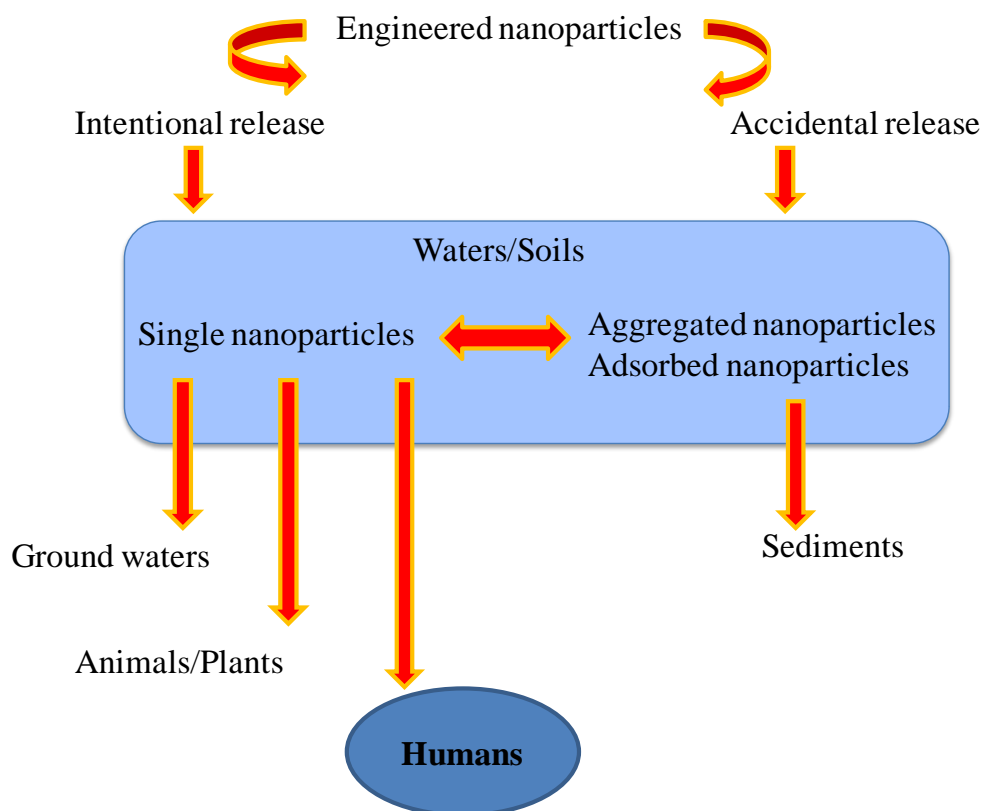 Engineered nanoparticles
Intentional release
Accidental release
Waters/Soils
Single nanoparticles
Aggregated nanoparticles
Adsorbed nanoparticles
Ground waters
Sediments
Animals/Plants
Humans